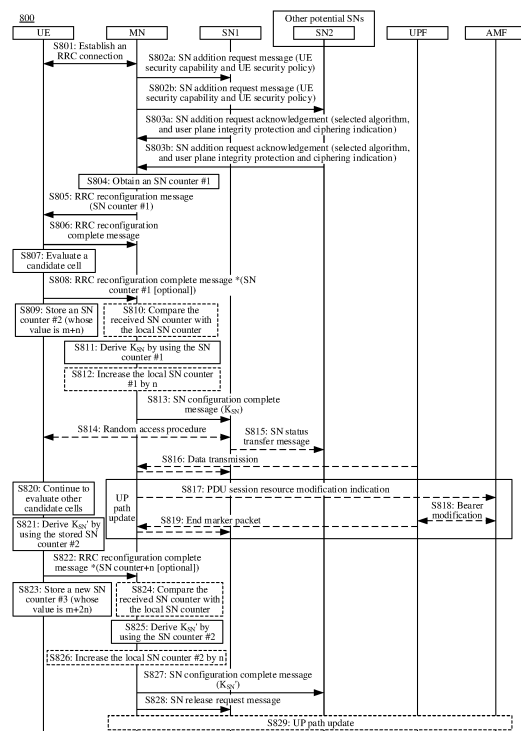 800
Other potential SNs
UE
MN
SN1
SN2
UPF
AMF
S801: Establish an
RRC connection
S802a: SN addition request message (UE
security capability and UE security policy)
S802b: SN addition request message (UE
security capability and UE security policy)
S803a: SN addition request acknowledgement (selected algorithm,
and user plane integrity protection and ciphering indication)
S803b: SN addition request acknowledgement (selected algorithm,
and user plane integrity protection and ciphering indication)
S804: Obtain an SN counter #1
S805: RRC reconfiguration message
(SN counter #1)
S806: RRC reconfiguration
complete message
S807: Evaluate a
candidate cell
S808: RRC reconfiguration complete message *(SN
counter #1 [optional])
S809: Store an SN
counter #2 (whose
value is m+n)
S810: Compare the
received SN counter with
the local SN counter
S811: Derive KSN by using the SN
counter #1
S812: Increase the local SN counter
#1 by n
S813: SN configuration complete
message (KSN)
S814: Random access procedure
S815: SN status
transfer message
S816: Data transmission
S820: Continue to
evaluate other
candidate cells
UP
path
update
S817: PDU session resource modification indication
S818: Bearer
modification
S819: End marker packet
S821: Derive KSN' by
using the stored SN
counter #2
S822: RRC reconfiguration complete
message *(SN counter+n [optional])
S823: Store a new SN
counter #3 (whose
value is m+2n)
S824: Compare the
received SN counter with
the local SN counter
S825: Derive KSN' by
using the SN counter #2
S826: Increase the local SN counter #2 by n
S827: SN configuration complete message
(KSN')
S828: SN release request message
S829: UP path update